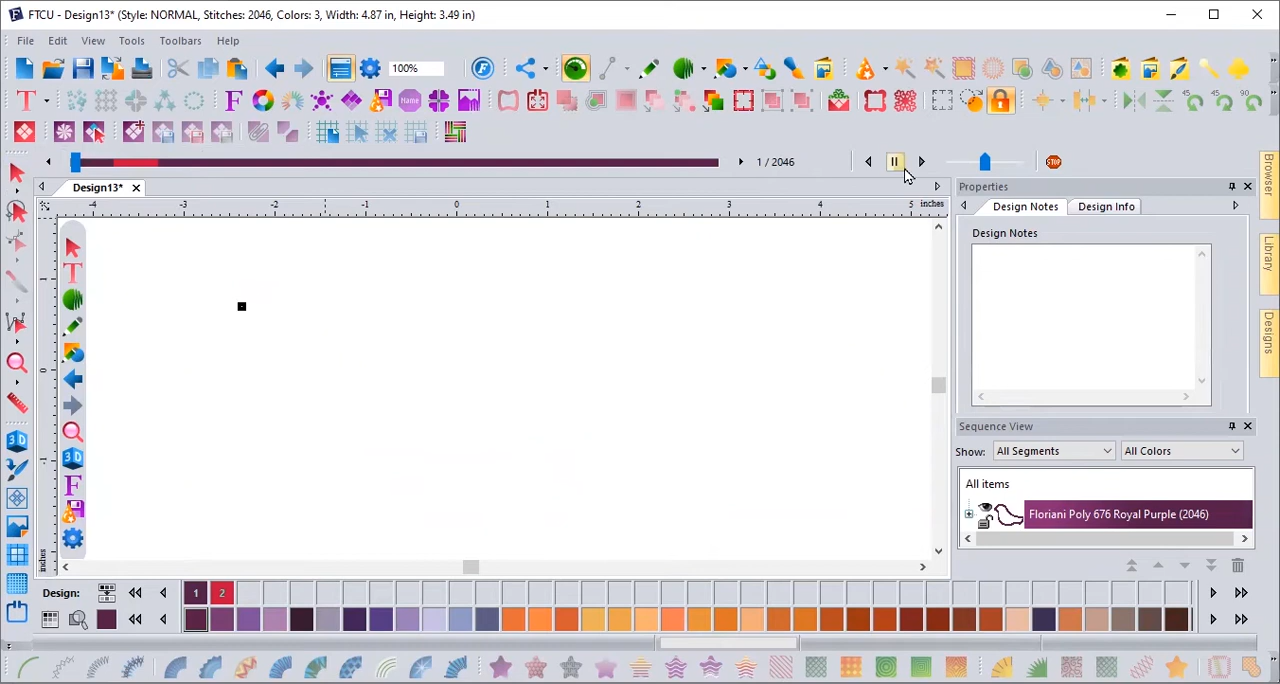 FTCU - Design13* (Style: NORMAL, Stitches: 2046, Colors: 3, Width: 4.87 in, Height: 3.49 in)
File Edit View Tools Toolbars Help
100%
Name
1 / 2046
STOP
Design13*
Properties
-4 -3 -2 -1 0 1 2 3 4 5 inches
Design Notes Design Info
Design Notes
Browser
Library
Designs
Sequence View
Show: All Segments All Colors
All items
Floriani Poly 676 Royal Purple (2046)
inches
Design: 1 2